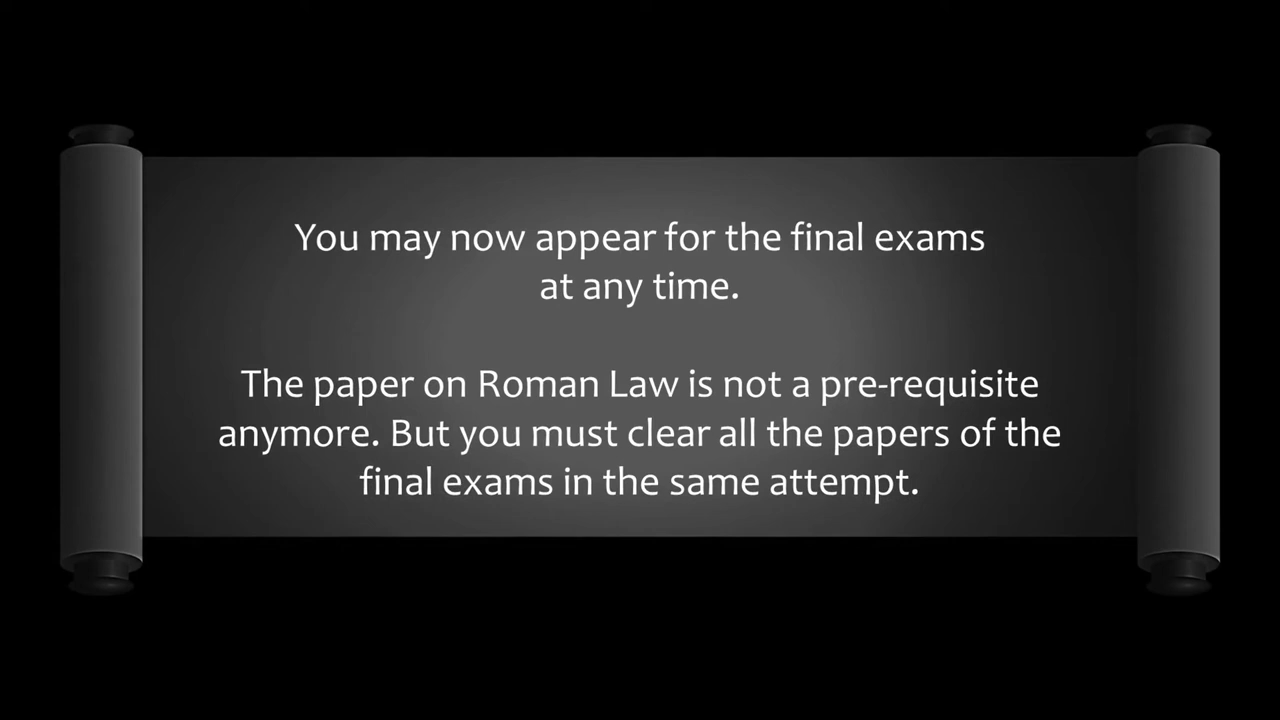 You may now appear for the final exams
at any time.
The paper on Roman Law is not a pre-requisite
anymore. But you must clear all the papers of the
final exams in the same attempt.